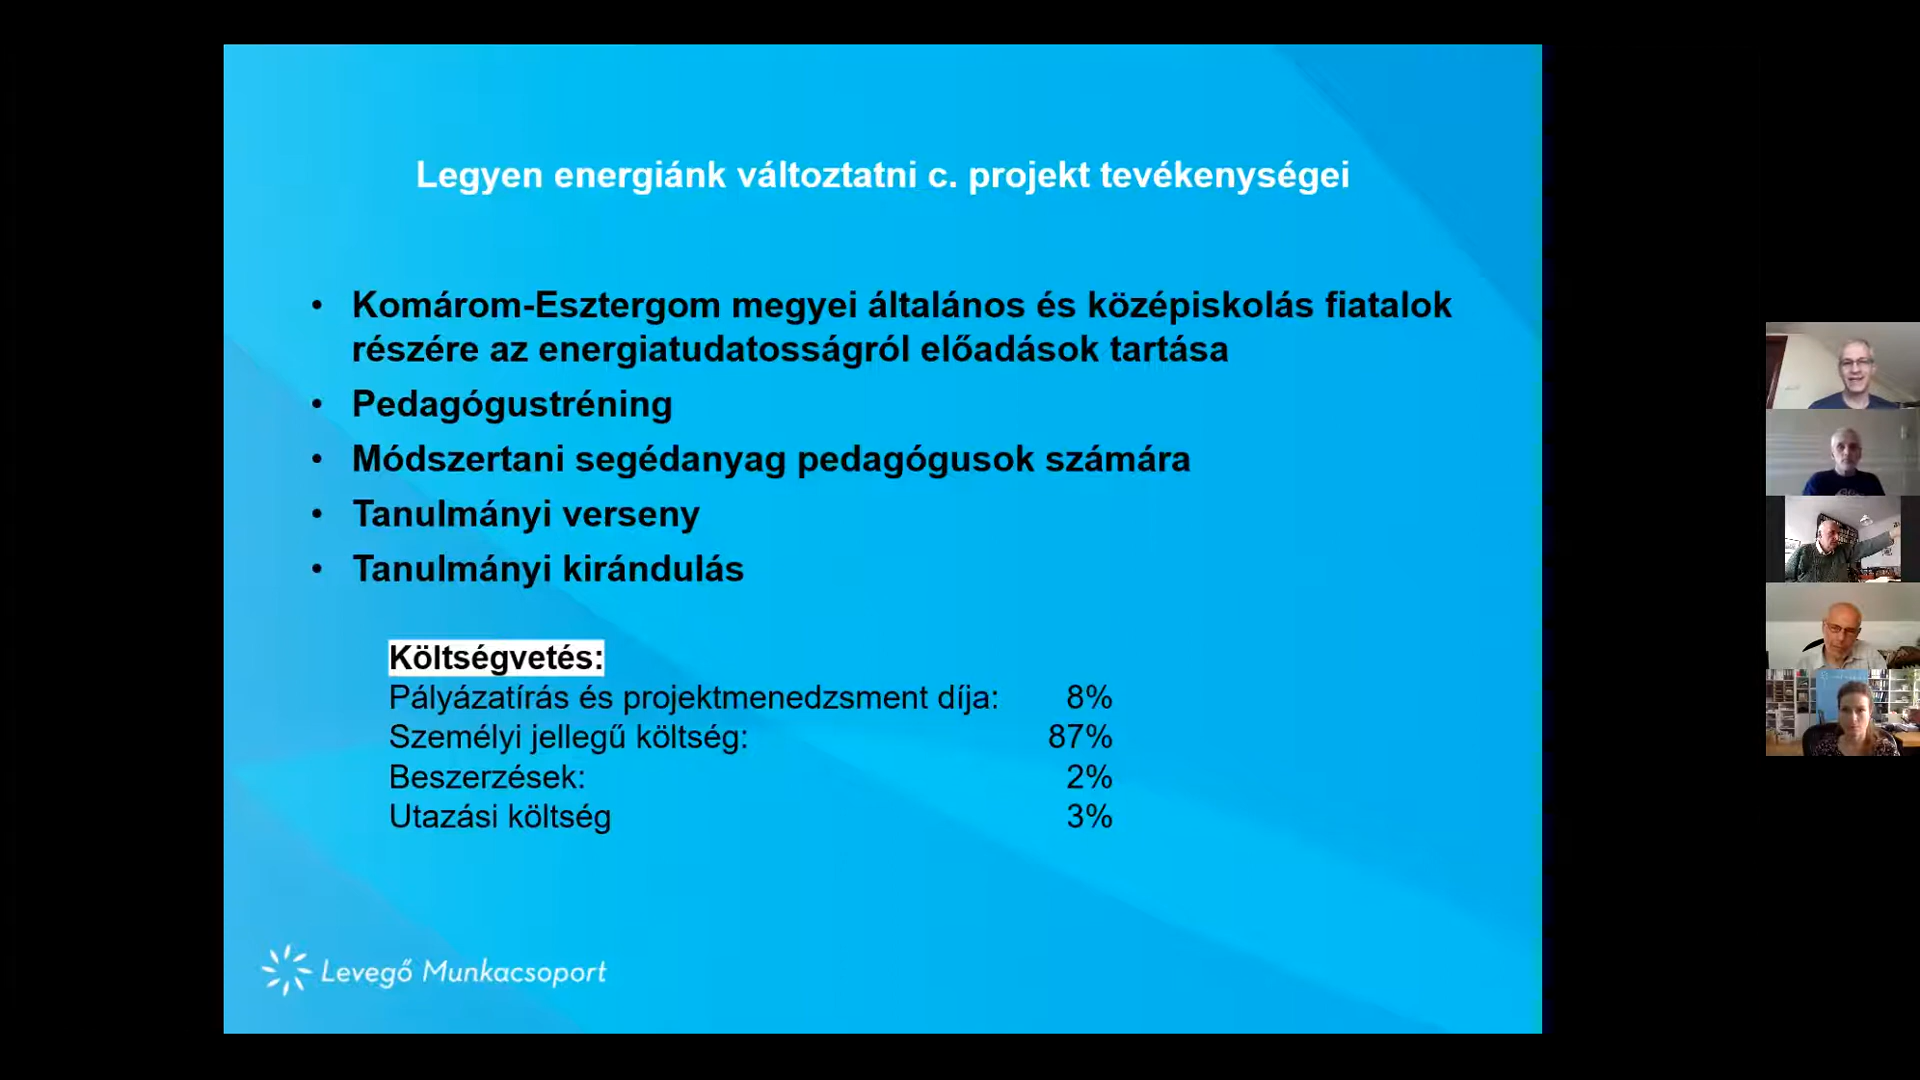 Legyen energiánk változtatni c. projekt tevékenységei
• Komárom-Esztergom megyei általános és középiskolás fiatalok
részére az energiatudatosságról előadások tartása
• Pedagógustréning
• Módszertani segédanyag pedagógusok számára
• Tanulmányi verseny
• Tanulmányi kirándulás
Költségvetés:
Pályázatírás és projektmenedzsment díja: 8%
Személyi jellegű költség: 87%
Beszerzések: 2%
Utazási költség 3%
Levegő Munkacsoport